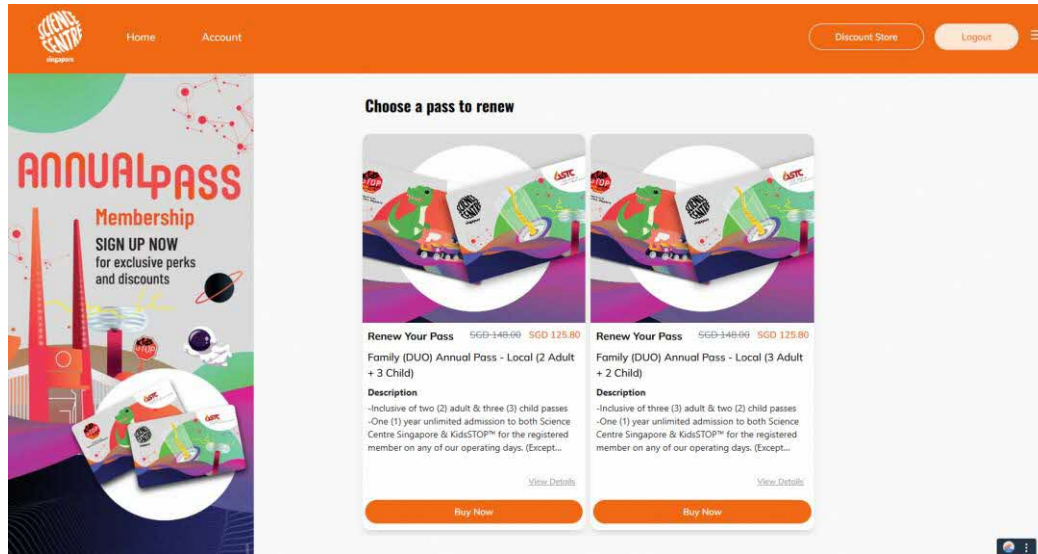 SCIENCE
CENTRE
singapore
Home
Account
Discount Store
Logout
ANNUAL PASS
Membership
SIGN UP NOW
for exclusive perks
and discounts
Choose a pass to renew
Renew Your Pass SGD 148.00 SGD 125.80
Family (DUO) Annual Pass - Local (2 Adult
+ 3 Child)
Description
-Inclusive of two (2) adult & three (3) child passes
-One (1) year unlimited admission to both Science
Centre Singapore & KidsSTOP™ for the registered
member on any of our operating days. (Except...
View Details
Buy Now
Renew Your Pass SGD 148.00 SGD 125.80
Family (DUO) Annual Pass - Local (3 Adult
+ 2 Child)
Description
-Inclusive of three (3) adult & two (2) child passes
-One (1) year unlimited admission to both Science
Centre Singapore & KidsSTOP™ for the registered
member on any of our operating days. (Except...
View Details
Buy Now